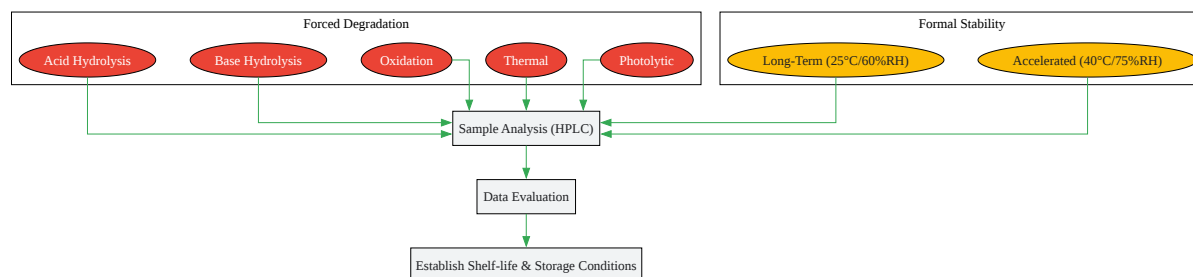 Forced Degradation
Formal Stability
Acid Hydrolysis
Base Hydrolysis
Oxidation
Thermal
Photolytic
Long-Term (25°C/60%RH)
Accelerated (40°C/75%RH)
Sample Analysis (HPLC)
Data Evaluation
Establish Shelf-life & Storage Conditions